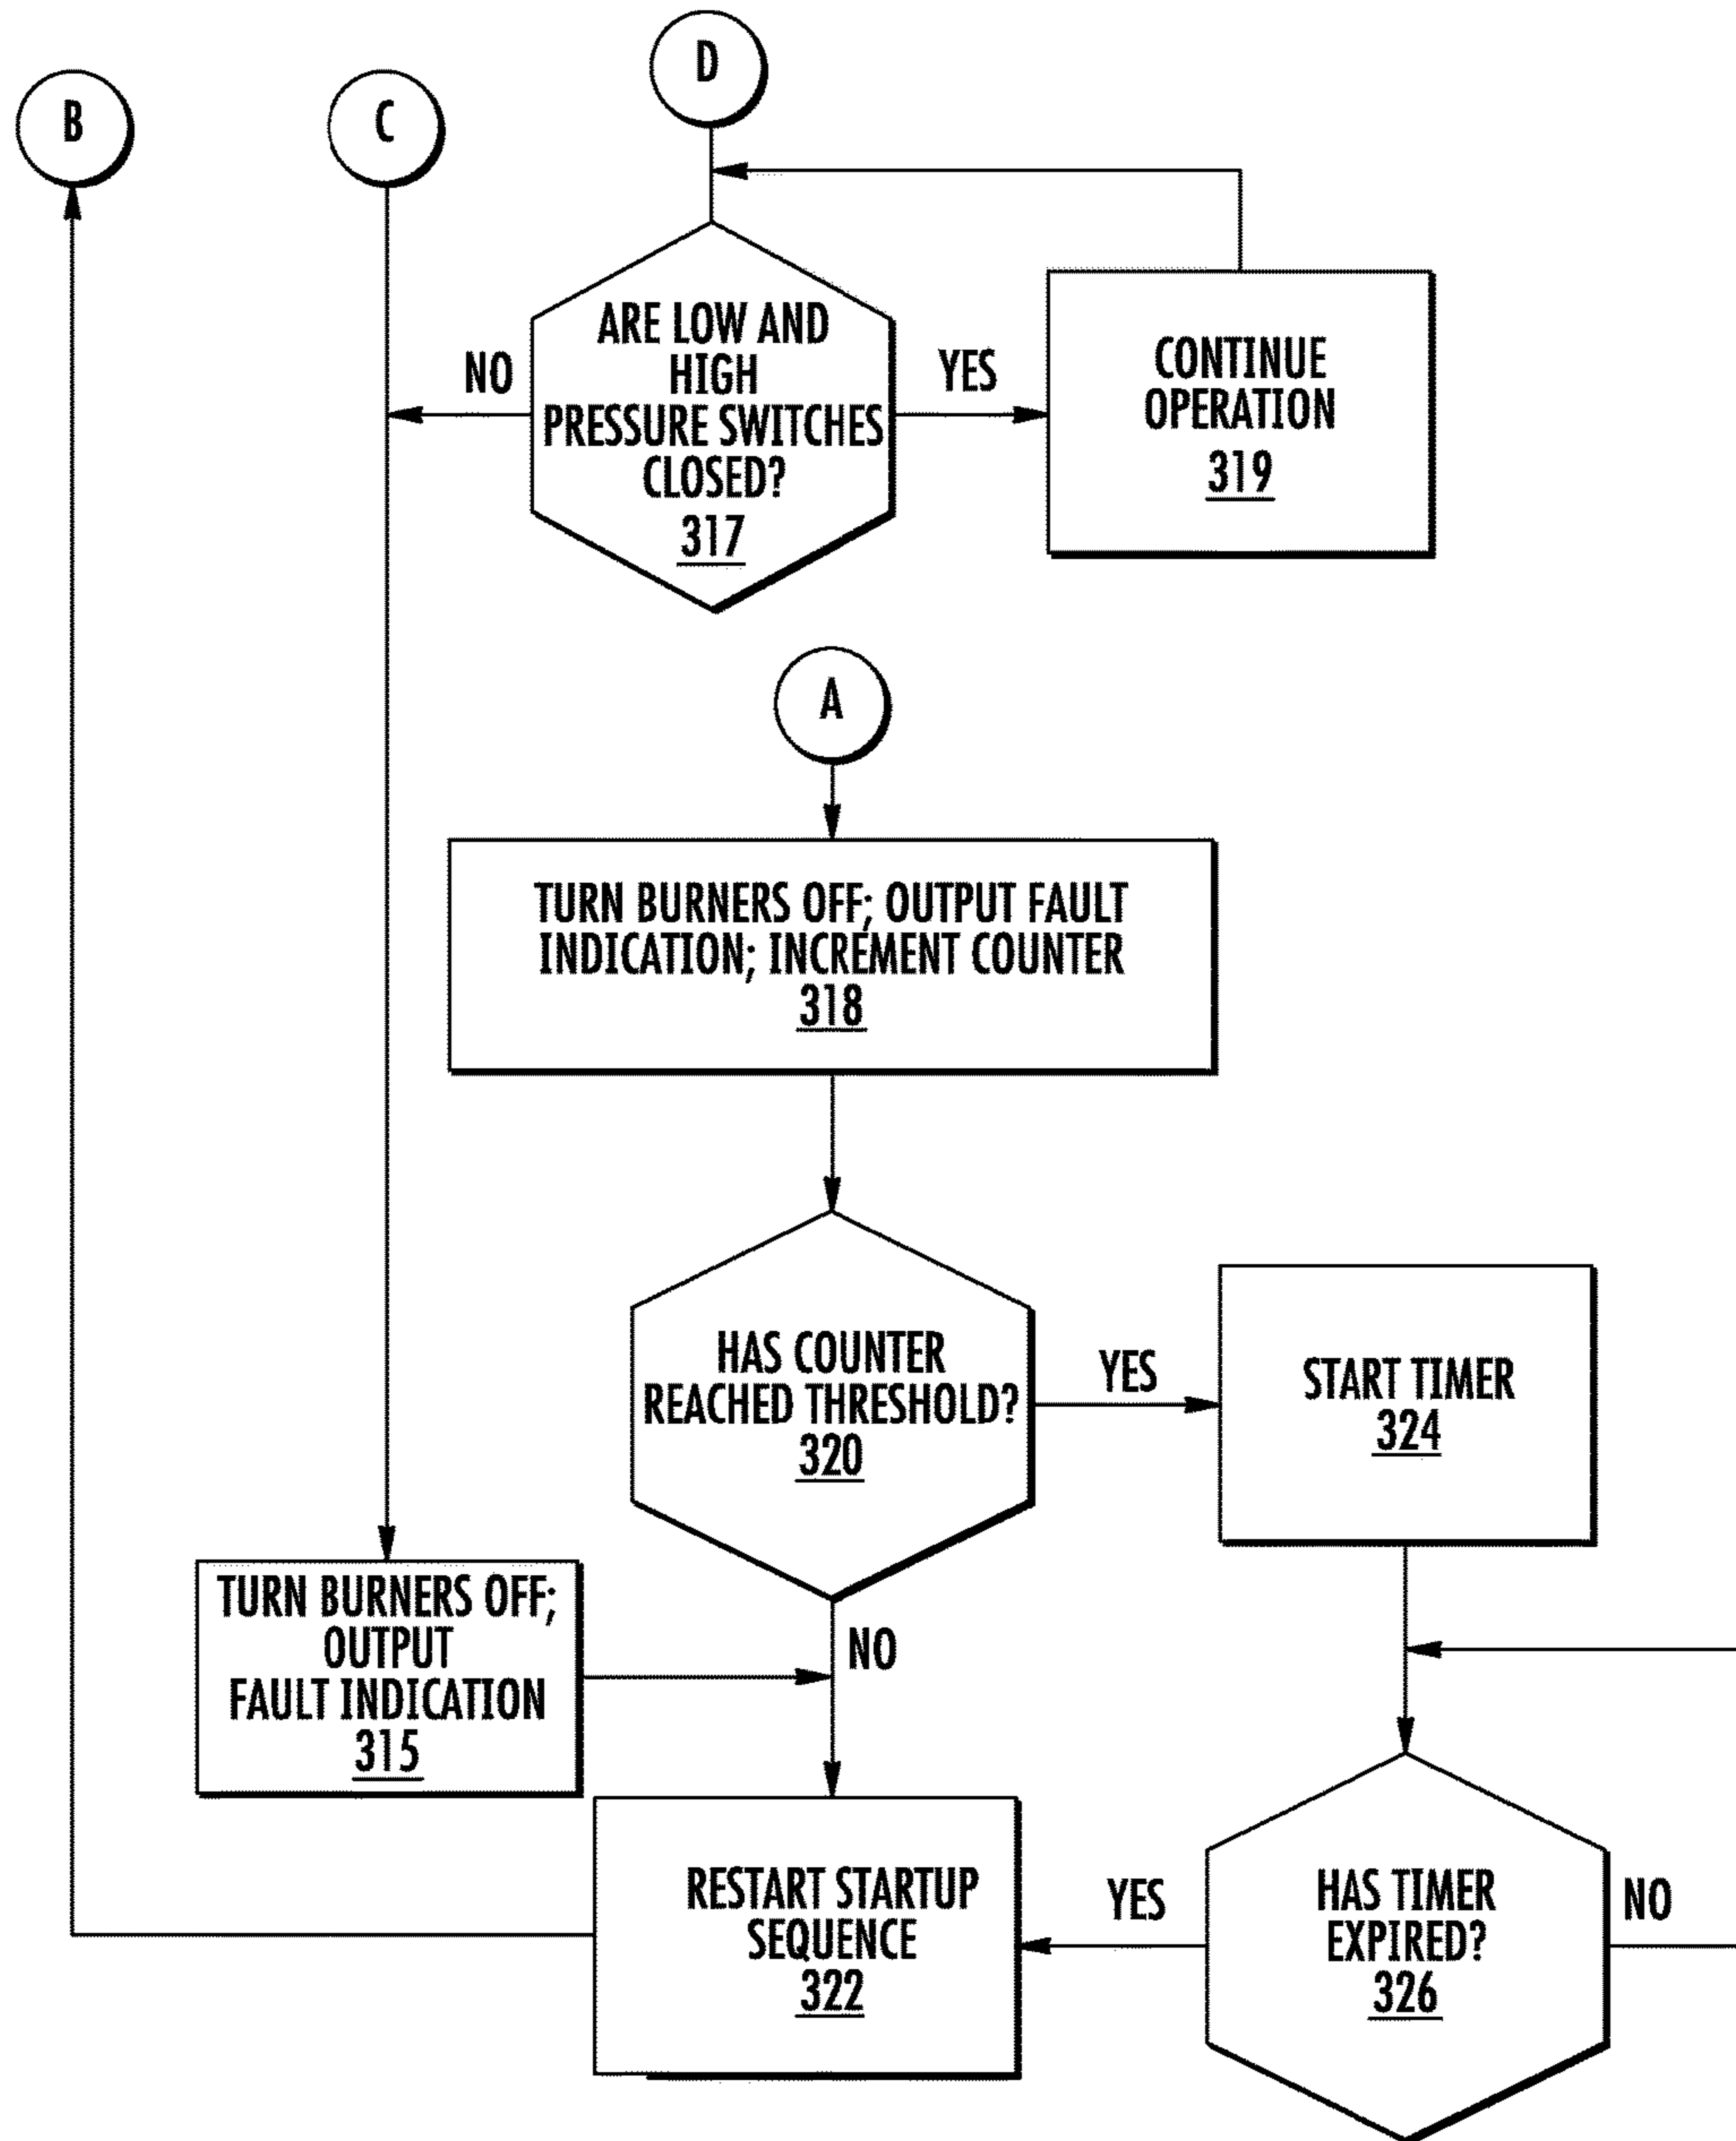 D
B
C
ARE LOW AND
HIGH
PRESSURE SWITCHES
CLOSED?
317
NO
YES
CONTINUE
OPERATION
319
A
TURN BURNERS OFF; OUTPUT FAULT
INDICATION; INCREMENT COUNTER
318
HAS COUNTER
REACHED THRESHOLD?
320
YES
START TIMER
324
NO
TURN BURNERS OFF;
OUTPUT
FAULT INDICATION
315
RESTART STARTUP
SEQUENCE
322
YES
HAS TIMER
EXPIRED?
326
NO